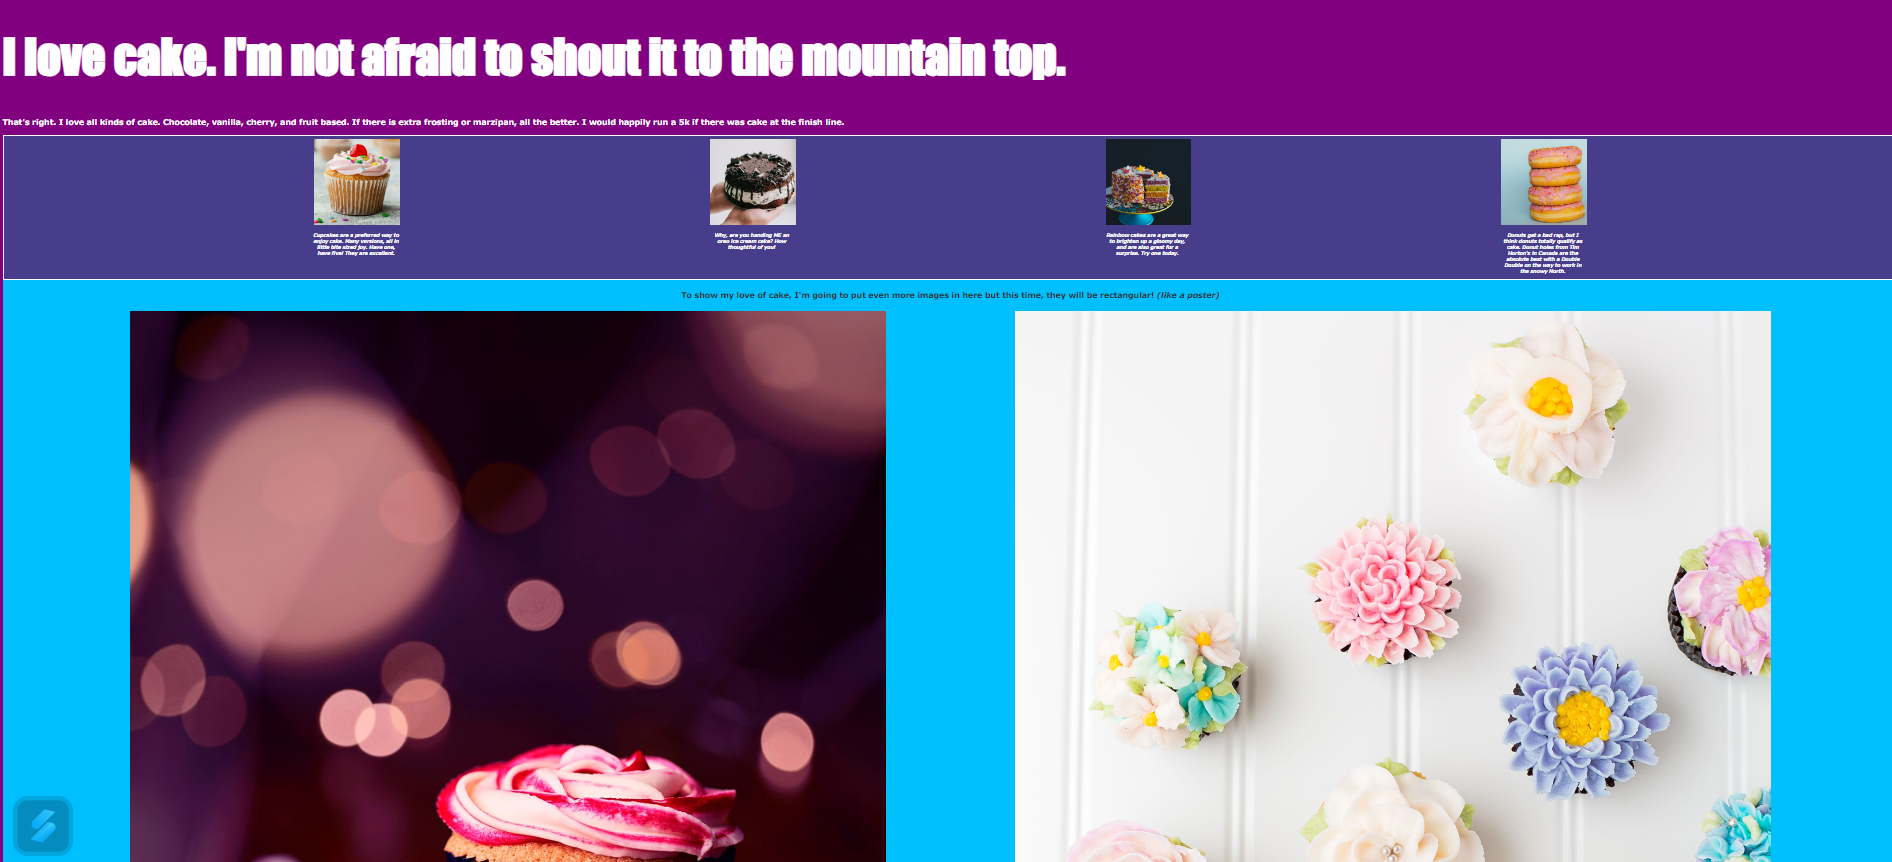 I love cake. I'm not afraid to shout it to the mountain top.
That's right. I love all kinds of cake. Chocolate, vanilla, cherry, and fruit based. If there is extra frosting or marzipan, all the better. I would happily run a 5k if there was cake at the finish line.
Cupcakes are a preferred way to
enjoy cake. Many versions, all in
little bite sized joy. Have one,
have five! They are excellent.
Why, are you handing ME an
oreo ice cream cake? How
thoughtful of you!
Rainbow cakes are a great way
to brighten up a gloomy day,
and are also great for a
surprise. Try one today.
Donuts get a bad rap, but I
think donuts totally qualify as
cake. Donut holes from Tim
Horton's in Canada are the
absolute best with a Double
Double on the way to work in
the snowy North.
To show my love of cake, I'm going to put even more images in here but this time, they will be rectangular! (like a poster)